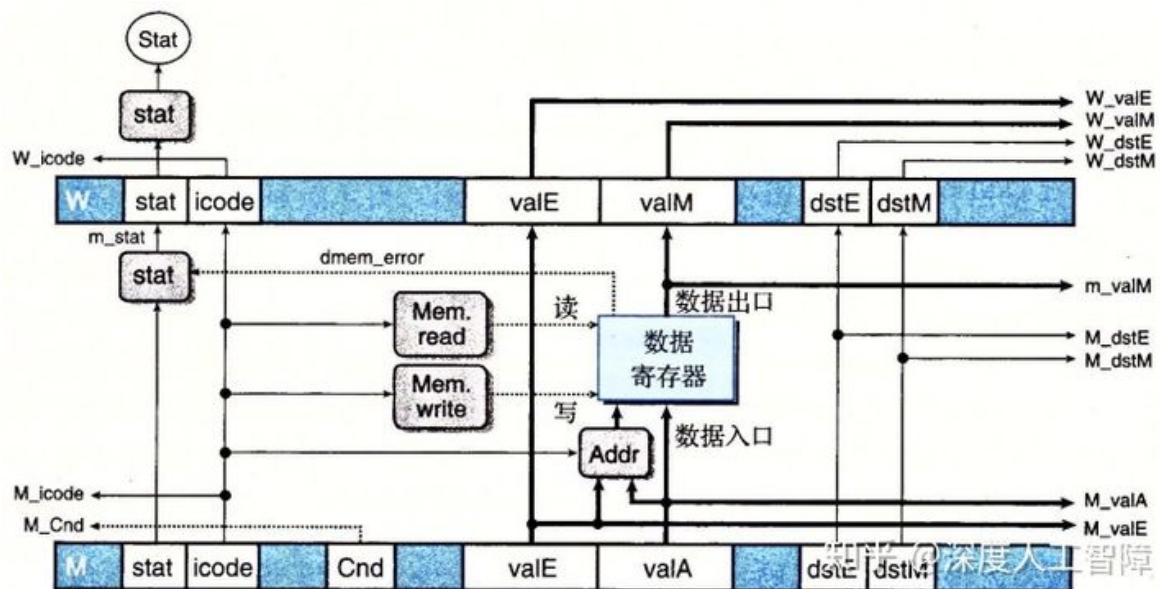 Stat
stat
W_icode
W_valE
W_valM
W_dstE
W_dstM
W stat icode valE valM dstE dstM
m_stat
stat
dmem_error
m_valM
数据出口
Mem.
read
读
数据
寄存器
M_dstE
M_dstM
Mem.
write
写
数据入口
Addr
M_icode
M_valA
M_Cnd
M_valE
M stat icode Cnd valE valA dstE dstM
知乎 @深度人工智障